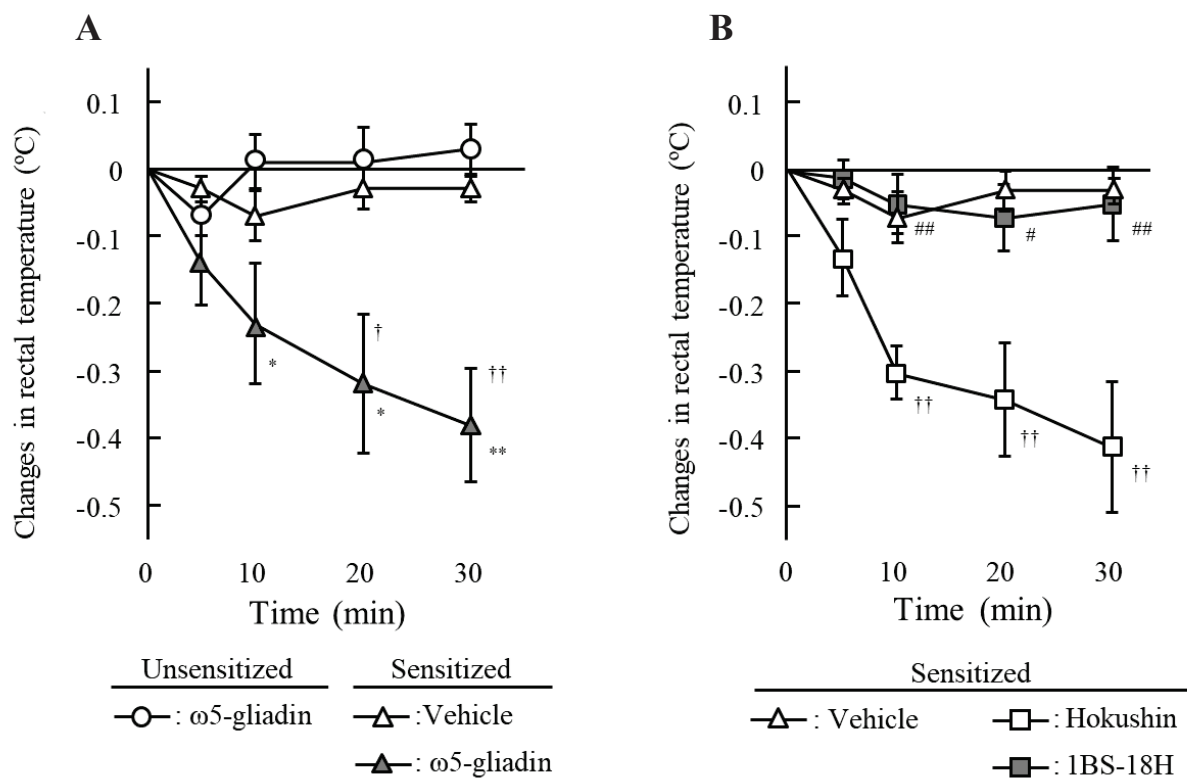 A
Changes in rectal temperature (ºC)
0.1
0
-0.1
-0.2
-0.3
-0.4
-0.5
*
†
*
††
**
0 10 20 30
Time (min)
Unsensitized Sensitized
: ω5-gliadin :Vehicle
: ω5-gliadin
B
Changes in rectal temperature (ºC)
0.1
0
-0.1
-0.2
-0.3
-0.4
-0.5
## # ##
††
††
††
0 10 20 30
Time (min)
Sensitized
: Vehicle : Hokushin
: 1BS-18H